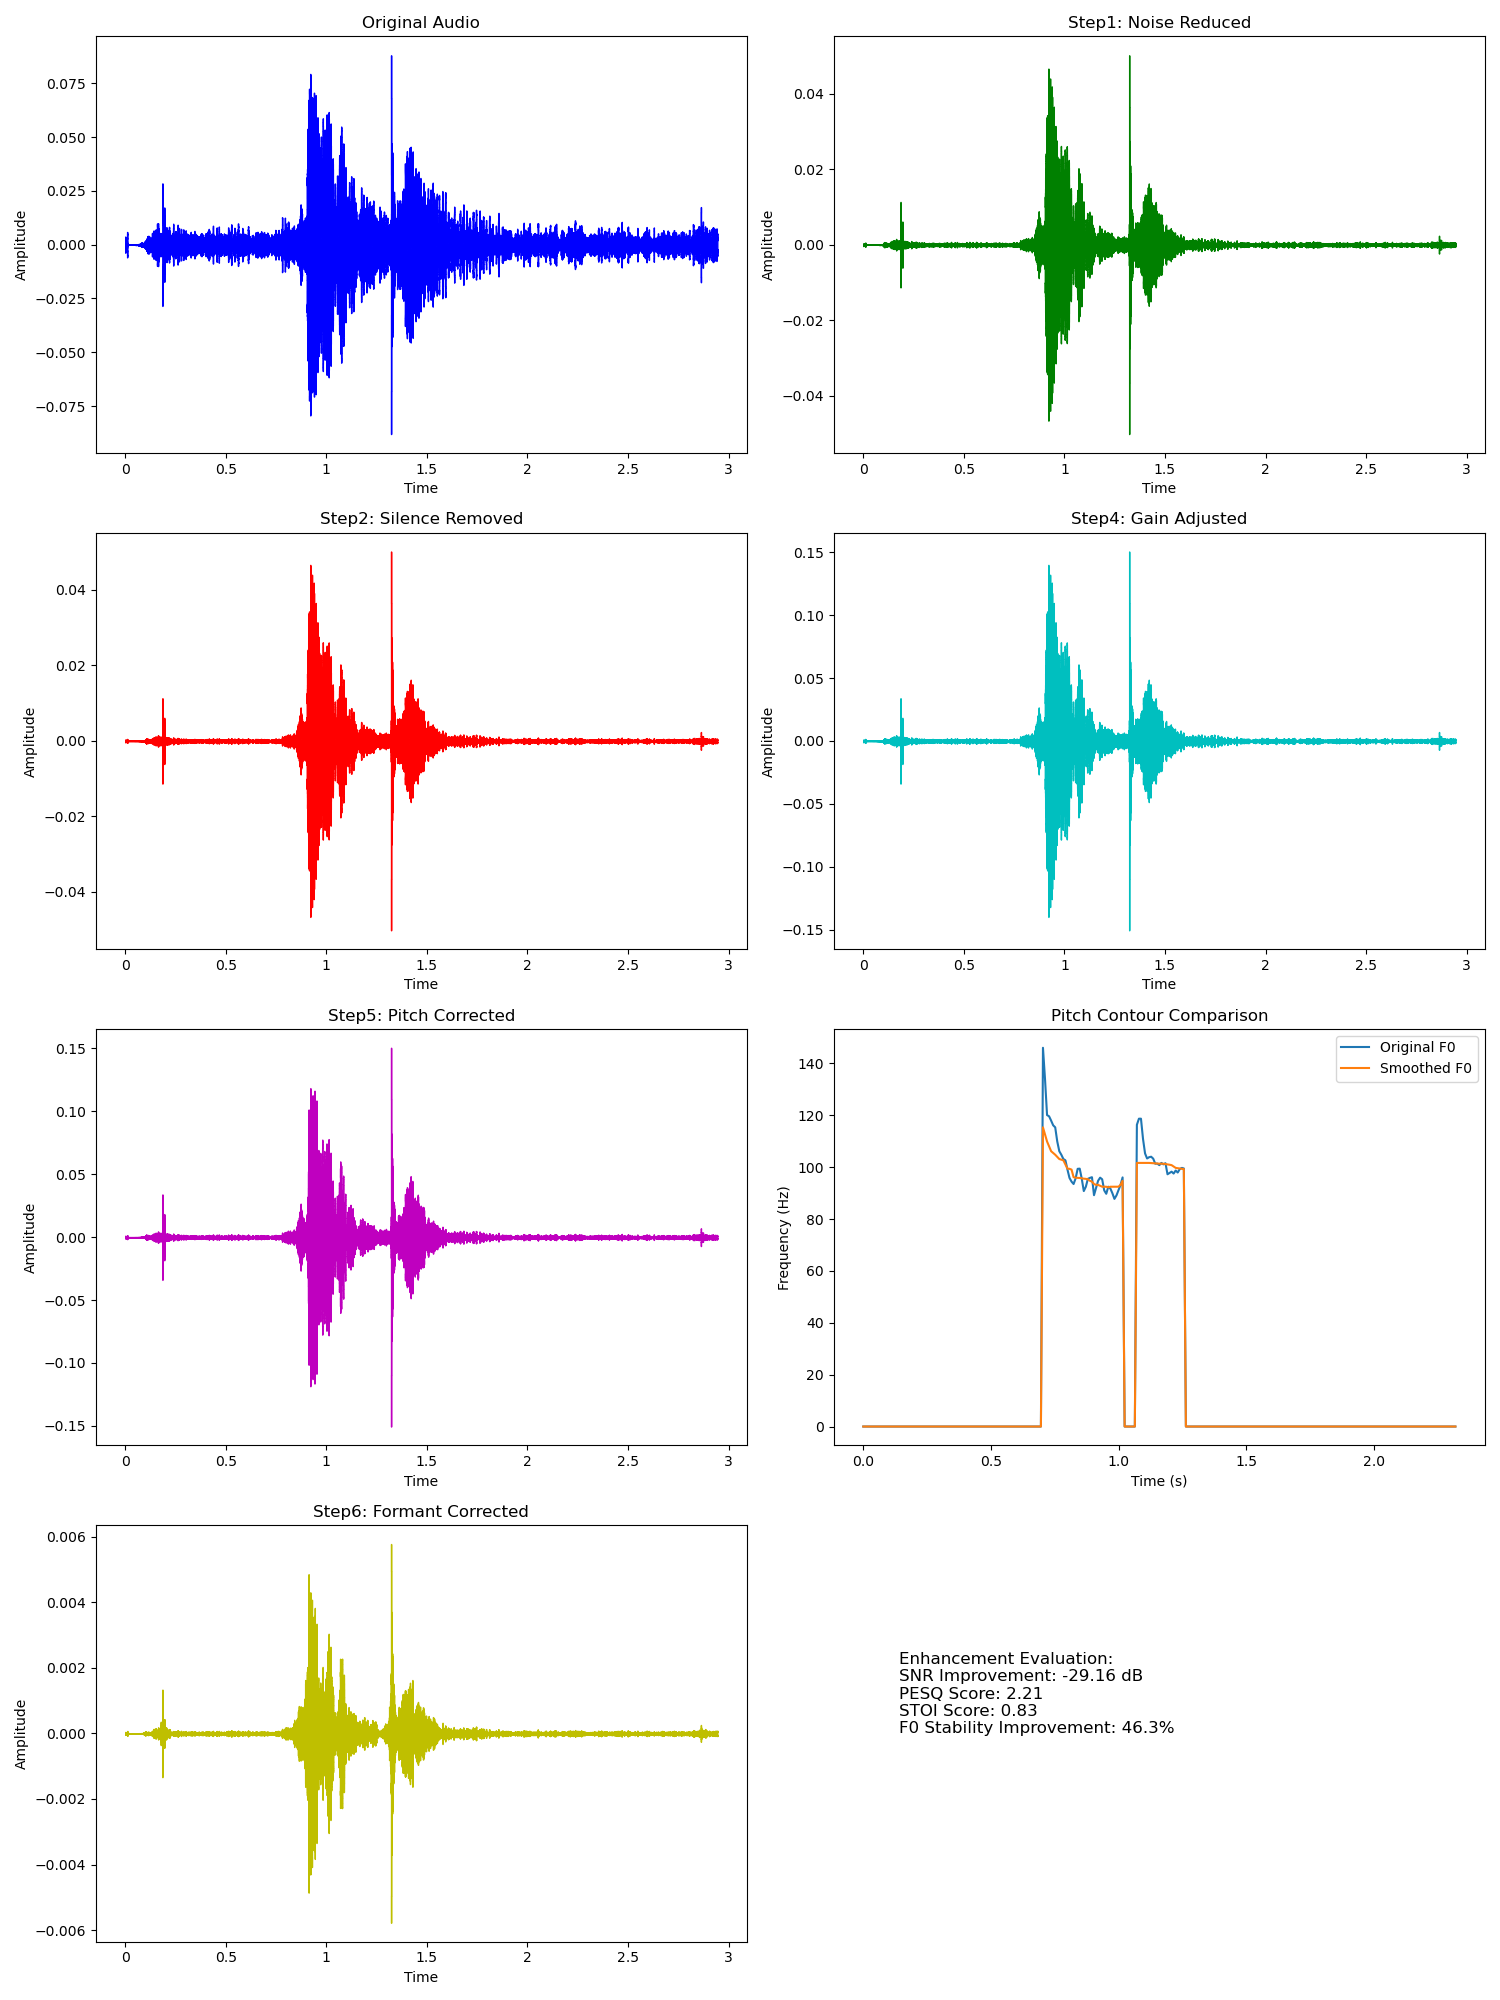 Original Audio
Amplitude
0.075
0.050
0.025
0.000
−0.025
−0.050
−0.075
0 0.5 1 1.5 2 2.5 3
Time
Step1: Noise Reduced
Amplitude
0.04
0.02
0.00
−0.02
−0.04
0 0.5 1 1.5 2 2.5 3
Time
Step2: Silence Removed
Amplitude
0.04
0.02
0.00
−0.02
−0.04
0 0.5 1 1.5 2 2.5 3
Time
Step4: Gain Adjusted
Amplitude
0.15
0.10
0.05
0.00
−0.05
−0.10
−0.15
0 0.5 1 1.5 2 2.5 3
Time
Step5: Pitch Corrected
Amplitude
0.15
0.10
0.05
0.00
−0.05
−0.10
−0.15
0 0.5 1 1.5 2 2.5 3
Time
Pitch Contour Comparison
Original F0
Smoothed F0
Frequency (Hz)
140
120
100
80
60
40
20
0
0.0 0.5 1.0 1.5 2.0
Time (s)
Step6: Formant Corrected
Amplitude
0.006
0.004
0.002
0.000
−0.002
−0.004
−0.006
0 0.5 1 1.5 2 2.5 3
Time
Enhancement Evaluation:
SNR Improvement: -29.16 dB
PESQ Score: 2.21
STOI Score: 0.83
F0 Stability Improvement: 46.3%